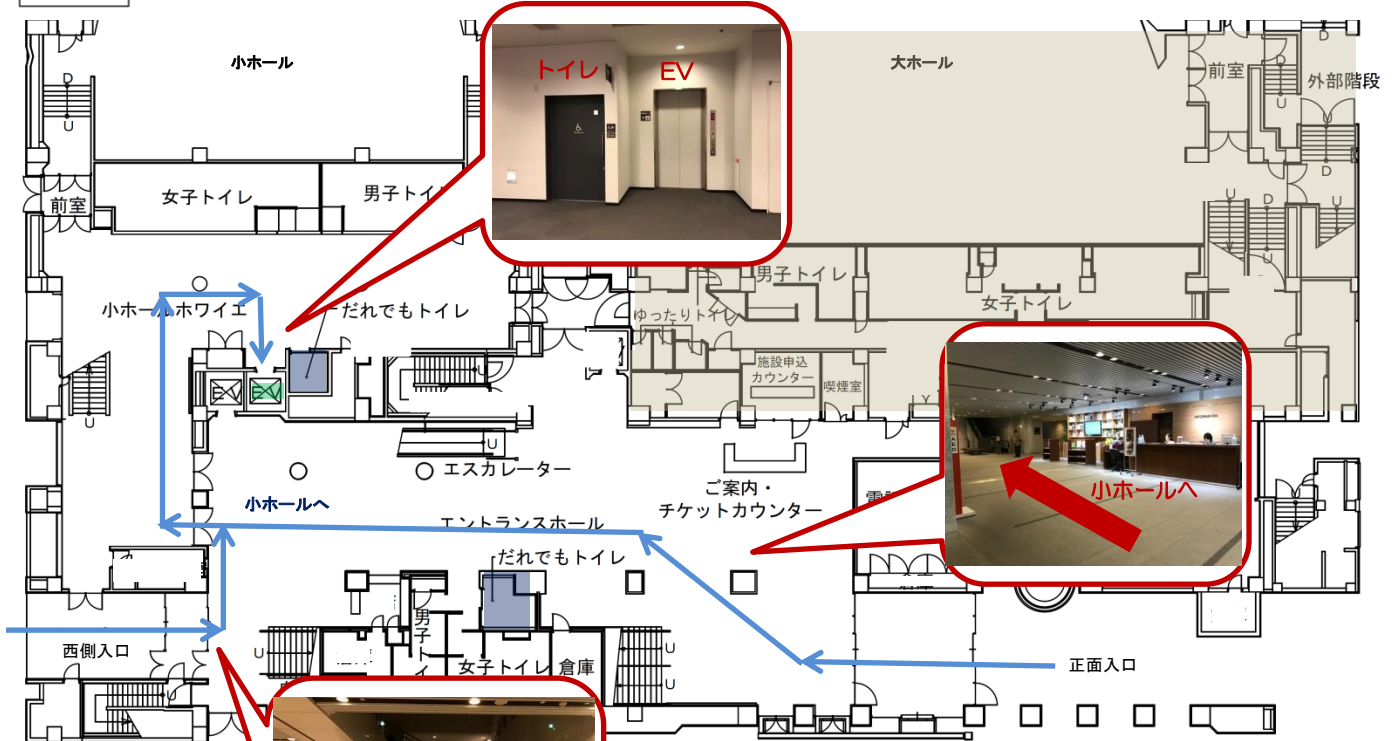 小ホール
大ホール
トイレ
EV
前室
外部階段
D
U
D
U
D
U
D
U
D
U
前室
女子トイレ
男子トイ
男子トイレ
女子トイレ
ゆったりトイレ
小ホールホワイエ
だれでもトイレ
施設申込
カウンター
喫煙室
EV
EV
U
U
エスカレーター
INFORMATION
小ホールへ
ご案内・
チケットカウンター
小ホールへ
エントランスホール
だれでもトイレ
男子トイ
女子トイレ
倉庫
U
U
U
U
西側入口
正面入口